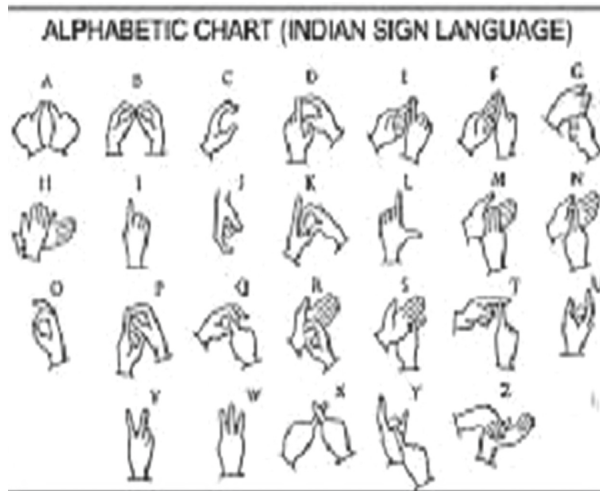 ALPHABETIC CHART (INDIAN SIGN LANGUAGE)
A B C D E F G
H I J K L M N
O P Q R S T U
V W X Y Z